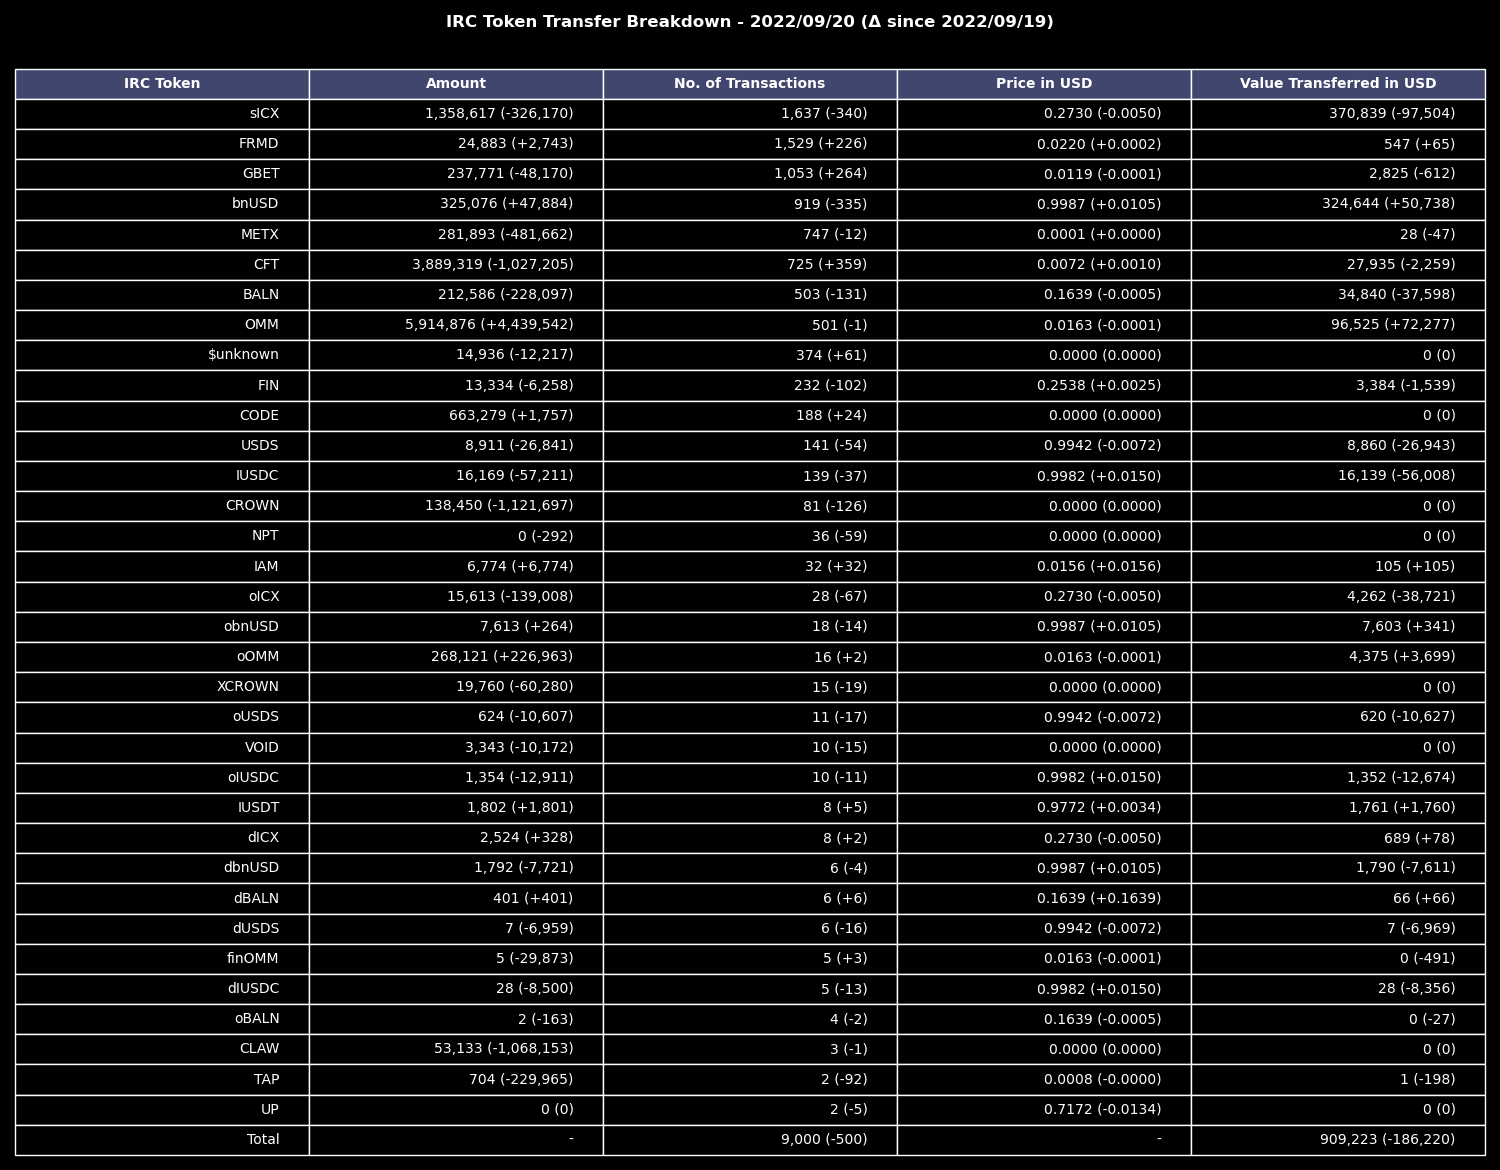 IRC Token Transfer Breakdown - 2022/09/20 (Δ since 2022/09/19)
IRC Token Amount No. of Transactions Price in USD Value Transferred in USD
sICX 1,358,617 (-326,170) 1,637 (-340) 0.2730 (-0.0050) 370,839 (-97,504)
FRMD 24,883 (+2,743) 1,529 (+226) 0.0220 (+0.0002) 547 (+65)
GBET 237,771 (-48,170) 1,053 (+264) 0.0119 (-0.0001) 2,825 (-612)
bnUSD 325,076 (+47,884) 919 (-335) 0.9987 (+0.0105) 324,644 (+50,738)
METX 281,893 (-481,662) 747 (-12) 0.0001 (+0.0000) 28 (-47)
CFT 3,889,319 (-1,027,205) 725 (+359) 0.0072 (+0.0010) 27,935 (-2,259)
BALN 212,586 (-228,097) 503 (-131) 0.1639 (-0.0005) 34,840 (-37,598)
OMM 5,914,876 (+4,439,542) 501 (-1) 0.0163 (-0.0001) 96,525 (+72,277)
$unknown 14,936 (-12,217) 374 (+61) 0.0000 (0.0000) 0 (0)
FIN 13,334 (-6,258) 232 (-102) 0.2538 (+0.0025) 3,384 (-1,539)
CODE 663,279 (+1,757) 188 (+24) 0.0000 (0.0000) 0 (0)
USDS 8,911 (-26,841) 141 (-54) 0.9942 (-0.0072) 8,860 (-26,943)
IUSDC 16,169 (-57,211) 139 (-37) 0.9982 (+0.0150) 16,139 (-56,008)
CROWN 138,450 (-1,121,697) 81 (-126) 0.0000 (0.0000) 0 (0)
NPT 0 (-292) 36 (-59) 0.0000 (0.0000) 0 (0)
IAM 6,774 (+6,774) 32 (+32) 0.0156 (+0.0156) 105 (+105)
oICX 15,613 (-139,008) 28 (-67) 0.2730 (-0.0050) 4,262 (-38,721)
obnUSD 7,613 (+264) 18 (-14) 0.9987 (+0.0105) 7,603 (+341)
oOMM 268,121 (+226,963) 16 (+2) 0.0163 (-0.0001) 4,375 (+3,699)
XCROWN 19,760 (-60,280) 15 (-19) 0.0000 (0.0000) 0 (0)
oUSDS 624 (-10,607) 11 (-17) 0.9942 (-0.0072) 620 (-10,627)
VOID 3,343 (-10,172) 10 (-15) 0.0000 (0.0000) 0 (0)
oIUSDC 1,354 (-12,911) 10 (-11) 0.9982 (+0.0150) 1,352 (-12,674)
IUSDT 1,802 (+1,801) 8 (+5) 0.9772 (+0.0034) 1,761 (+1,760)
dICX 2,524 (+328) 8 (+2) 0.2730 (-0.0050) 689 (+78)
dbnUSD 1,792 (-7,721) 6 (-4) 0.9987 (+0.0105) 1,790 (-7,611)
dBALN 401 (+401) 6 (+6) 0.1639 (+0.1639) 66 (+66)
dUSDS 7 (-6,959) 6 (-16) 0.9942 (-0.0072) 7 (-6,969)
finOMM 5 (-29,873) 5 (+3) 0.0163 (-0.0001) 0 (-491)
dIUSDC 28 (-8,500) 5 (-13) 0.9982 (+0.0150) 28 (-8,356)
oBALN 2 (-163) 4 (-2) 0.1639 (-0.0005) 0 (-27)
CLAW 53,133 (-1,068,153) 3 (-1) 0.0000 (0.0000) 0 (0)
TAP 704 (-229,965) 2 (-92) 0.0008 (-0.0000) 1 (-198)
UP 0 (0) 2 (-5) 0.7172 (-0.0134) 0 (0)
Total - 9,000 (-500) - 909,223 (-186,220)